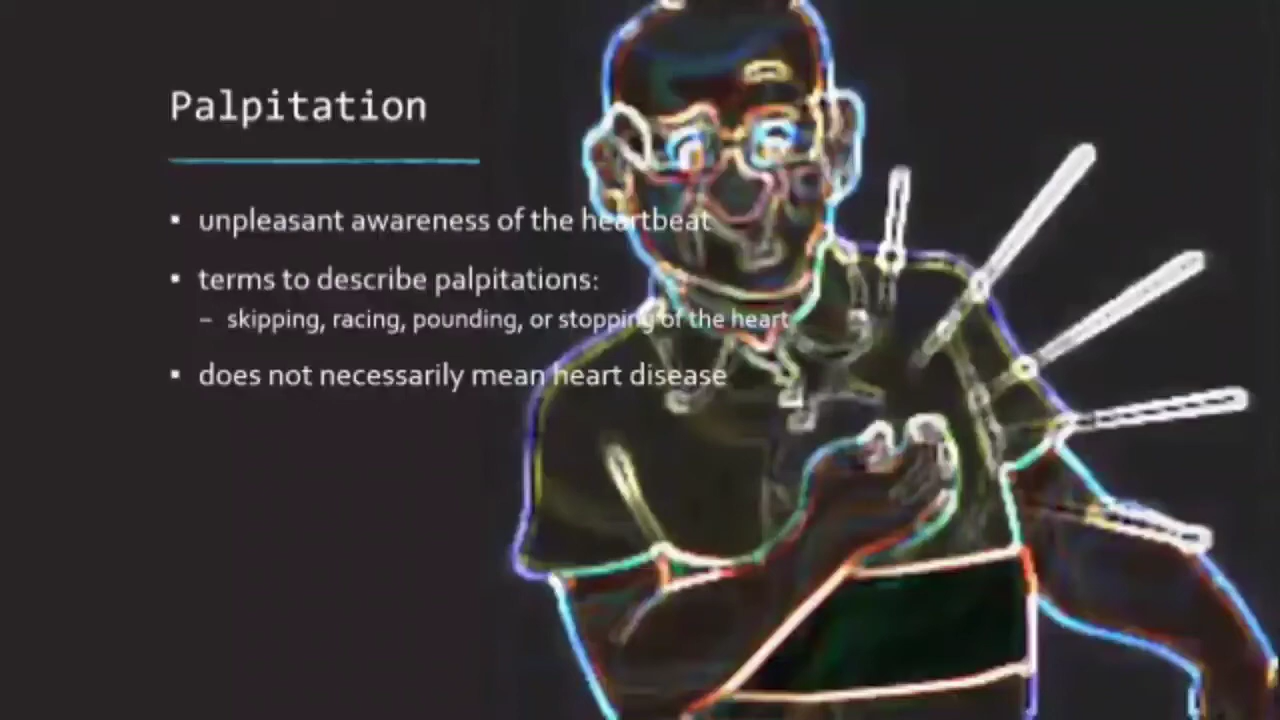 Palpitation
▪ unpleasant awareness of the heartbeat
▪ terms to describe palpitations:
– skipping, racing, pounding, or stopping of the heart
▪ does not necessarily mean heart disease